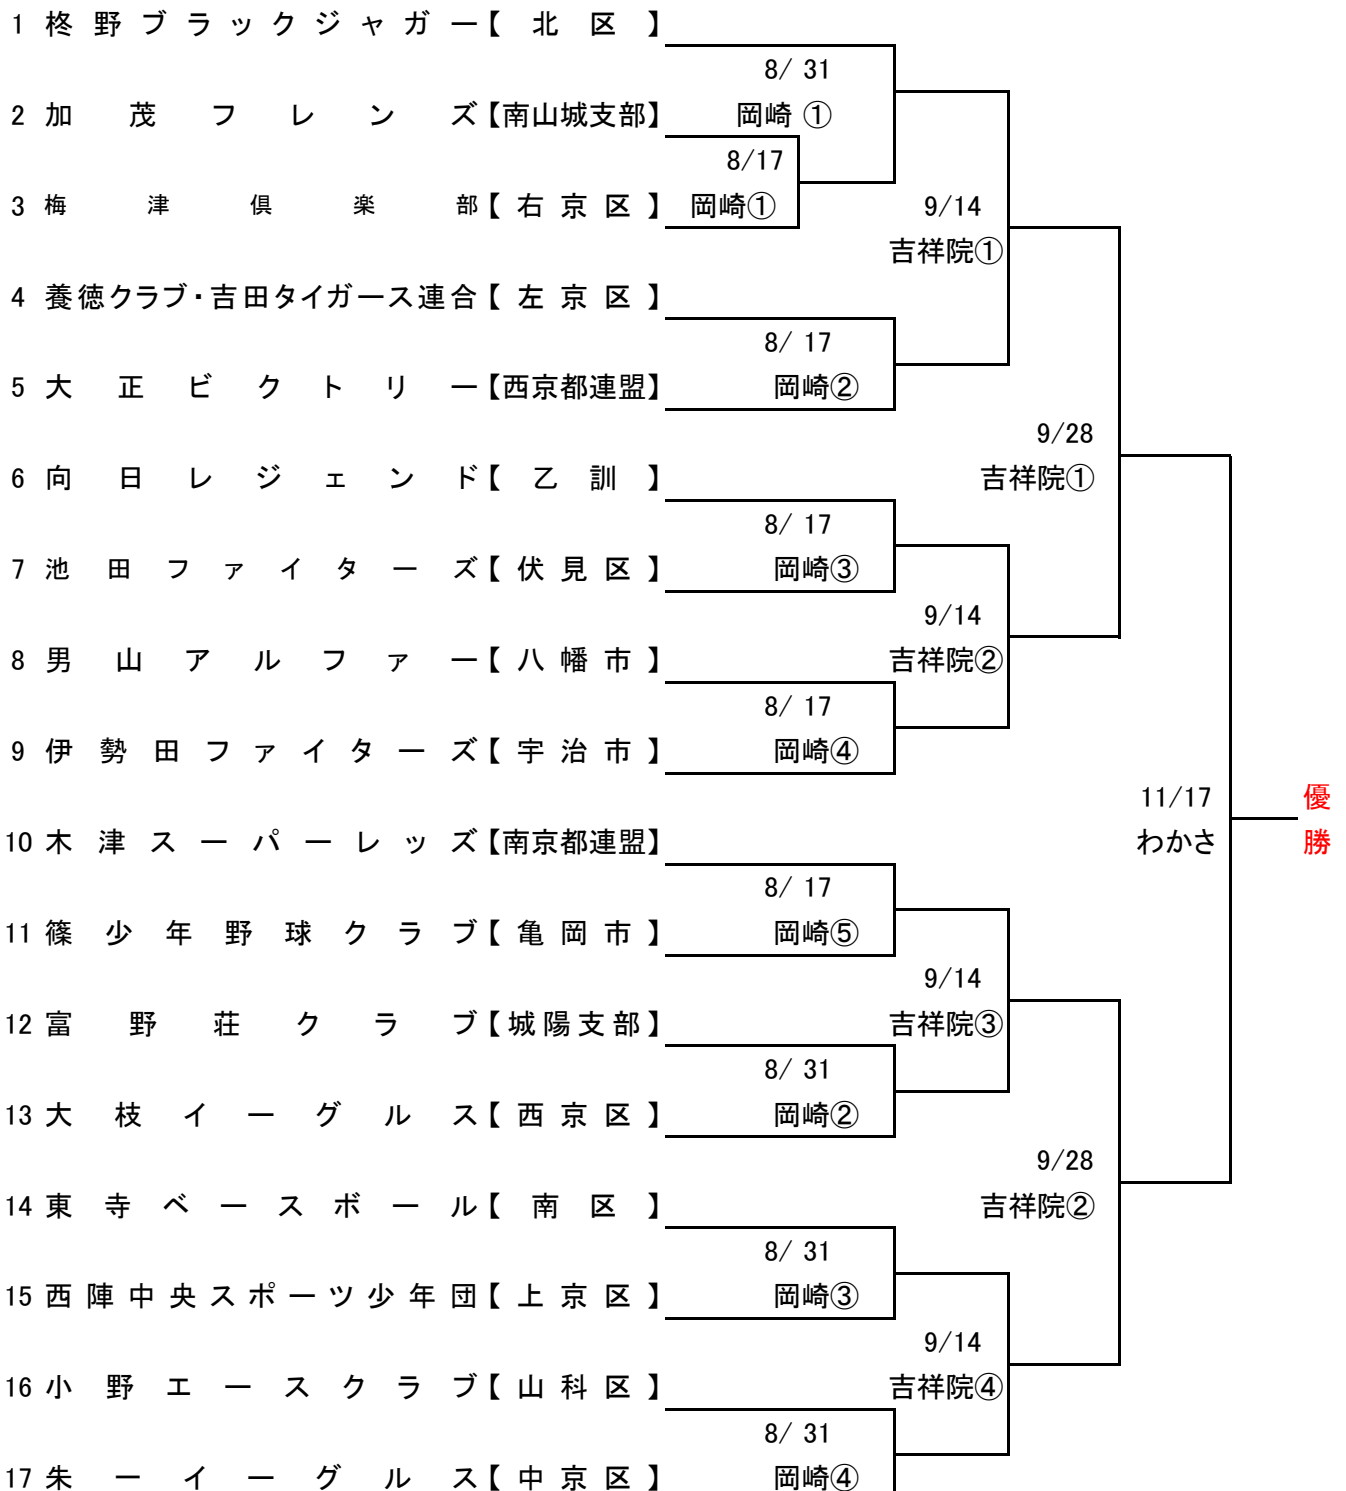 1 柊野ブラックジャガー【 北 区 】
8/ 31
2 加茂フレンズ【南山城支部】 岡崎 ①
8/17
3 梅津倶楽部【 右 京 区 】 岡崎① 9/14
吉祥院①
4 養徳クラブ・吉田タイガース連合【 左 京 区 】
8/ 17
5 大正ビクトリー【西京都連盟】 岡崎②
9/28
6 向日レジェンド【 乙 訓 】 吉祥院①
8/ 17
7 池田ファイターズ【 伏 見 区 】 岡崎③
9/14
8 男山アルファー【 八 幡 市 】 吉祥院②
8/ 17
9 伊勢田ファイターズ【 宇 治 市 】 岡崎④
11/17 優
10 木津スーパーレッズ【南京都連盟】 わかさ 勝
8/ 17
11 篠少年野球クラブ【 亀 岡 市 】 岡崎⑤
9/14
12 富野荘クラブ【 城陽支部 】 吉祥院③
8/ 31
13 大枝イーグルス【 西 京 区 】 岡崎②
9/28
14 東寺ベースボール【 南 区 】 吉祥院②
8/ 31
15 西陣中央スポーツ少年団【 上 京 区 】 岡崎③
9/14
16 小野エースクラブ【 山 科 区 】 吉祥院④
8/ 31
17 朱一イーグルス【 中 京 区 】 岡崎④